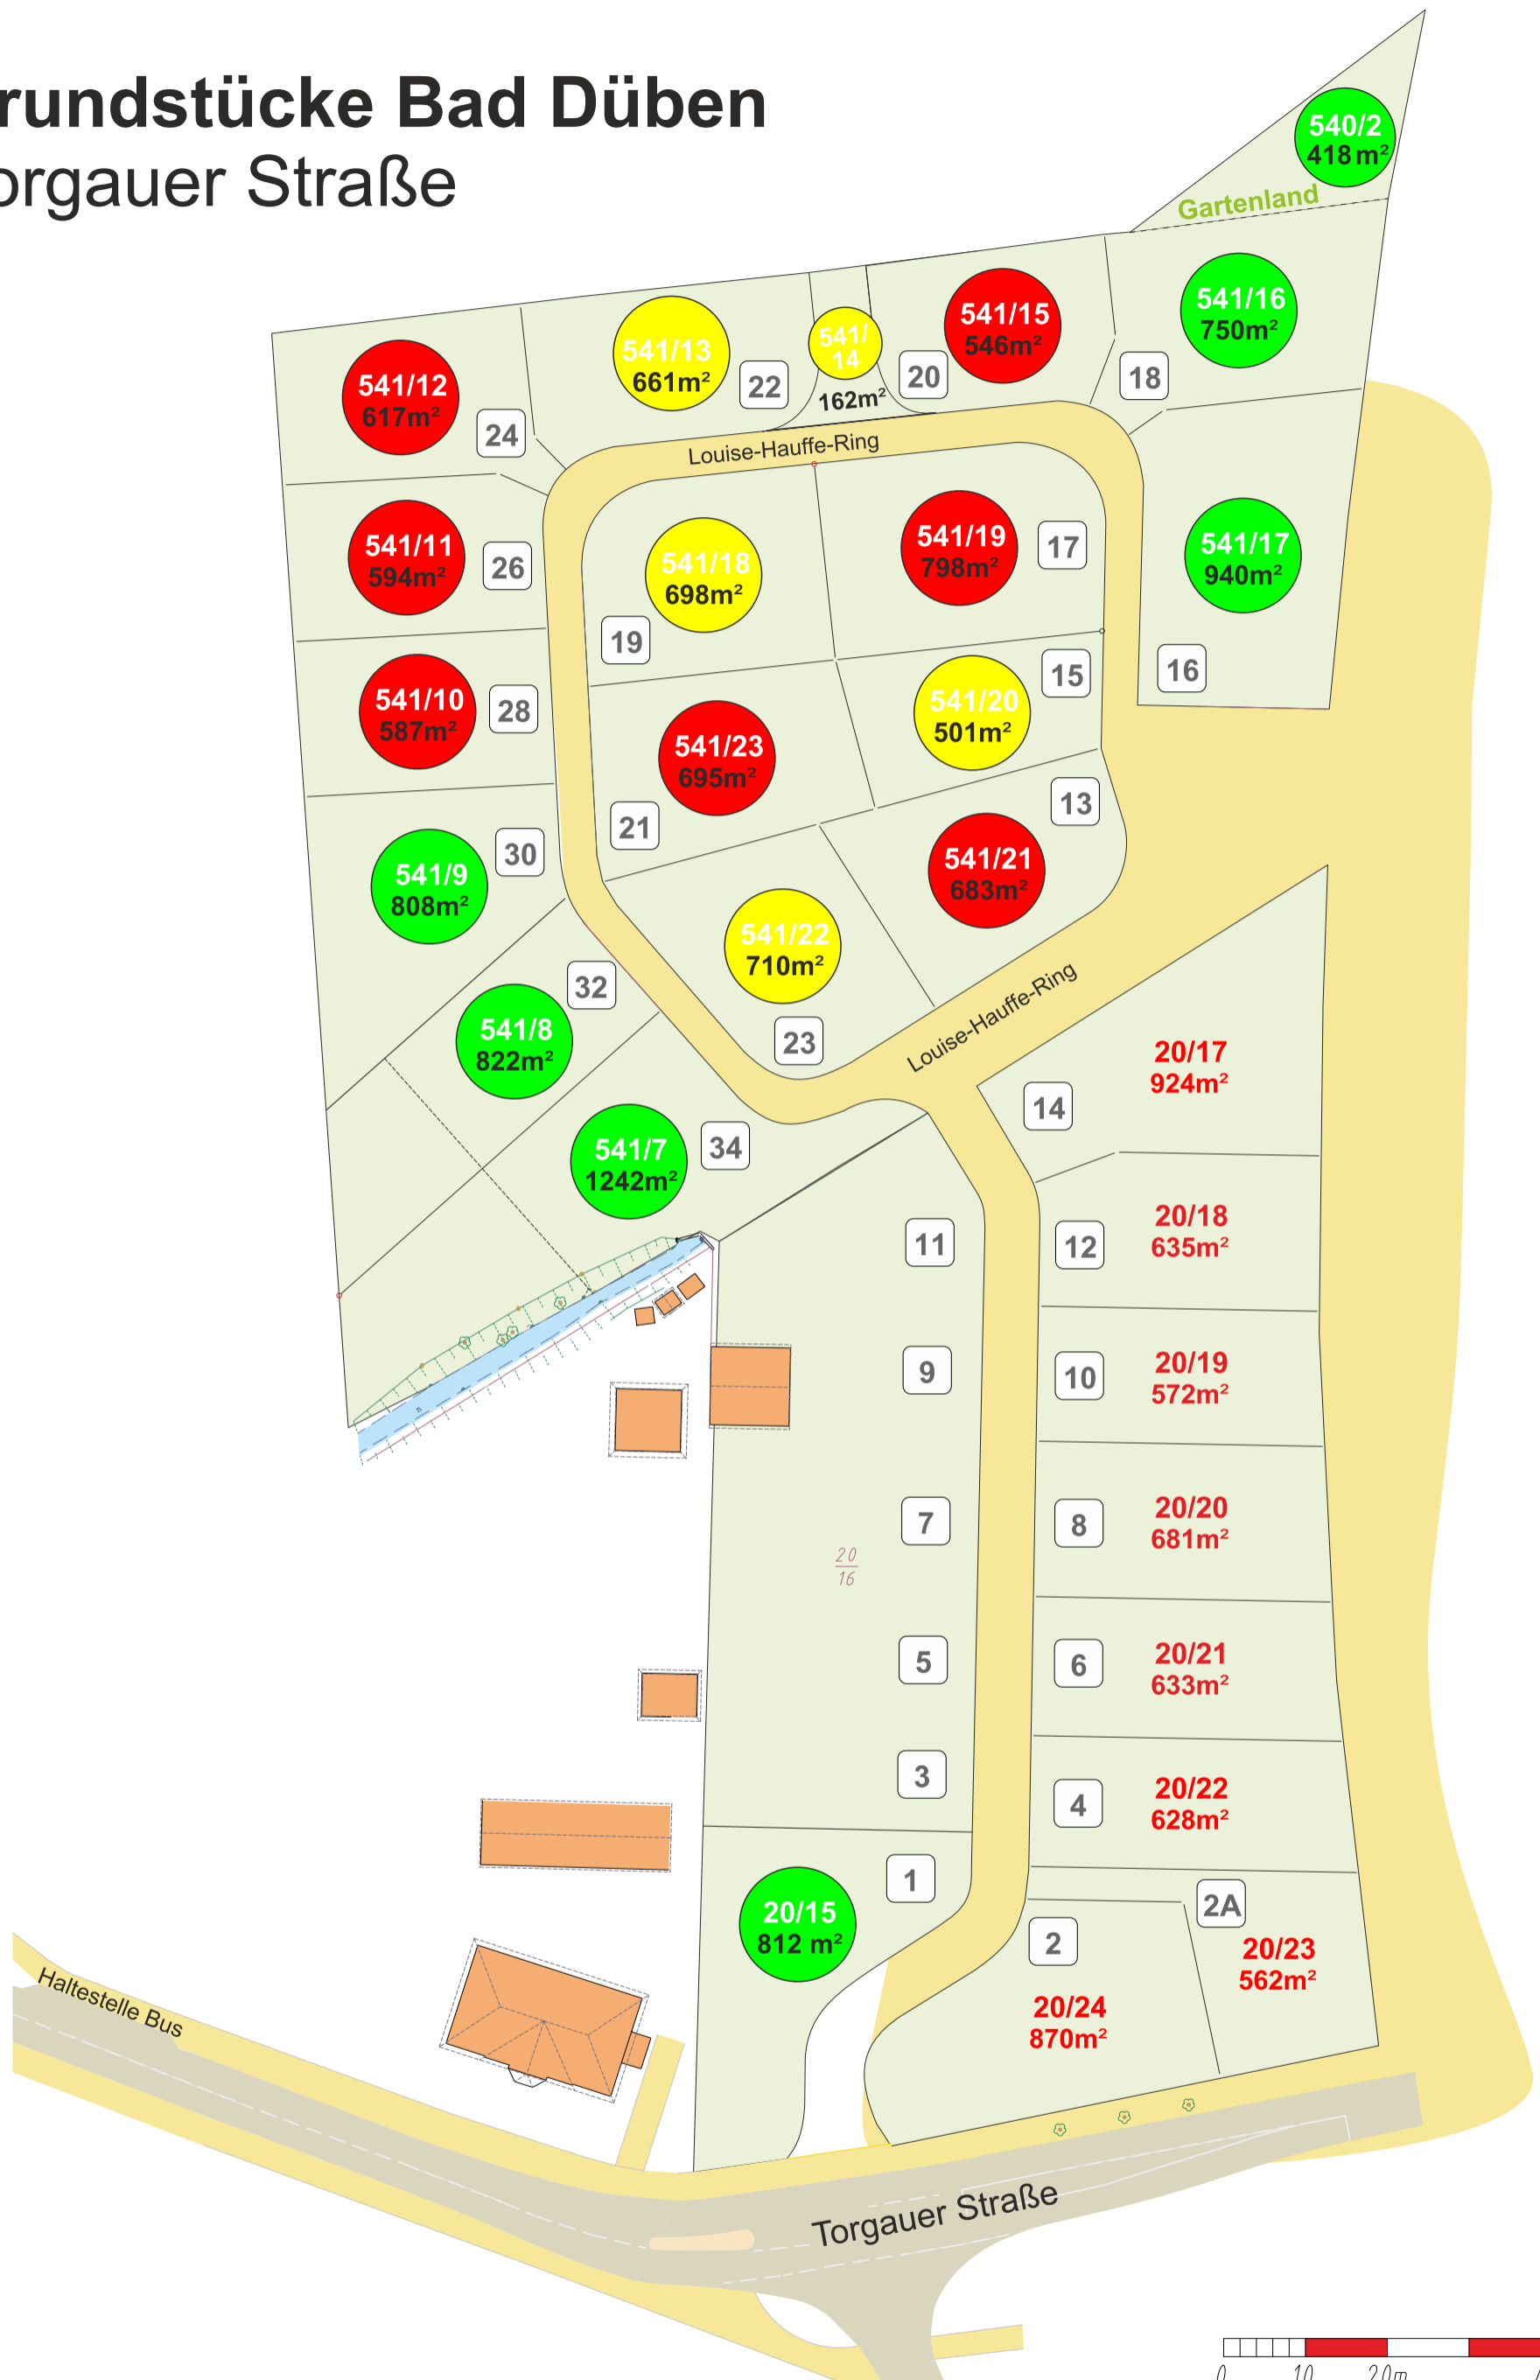 rundstücke Bad Düben
orgauer Straße
540/2
418 m²
Gartenland
541/16
750m²
18
541/15
546m²
20
541/
14
162m²
541/13
661m²
22
541/12
617m²
24
Louise-Hauffe-Ring
541/11
594m²
26
541/18
698m²
19
541/19
798m²
17
541/17
940m²
16
541/10
587m²
28
541/23
695m²
21
541/20
501m²
15
541/9
808m²
30
541/21
683m²
13
541/22
710m²
23
541/8
822m²
32
Louise-Hauffe-Ring
541/7
1242m²
34
20/17
924m²
14
11
12
20/18
635m²
9
10
20/19
572m²
7
8
20/20
681m²
20
16
5
6
20/21
633m²
3
4
20/22
628m²
1
20/15
812 m²
2A
20/23
562m²
2
20/24
870m²
Haltestelle Bus
Torgauer Straße
0 10 20m